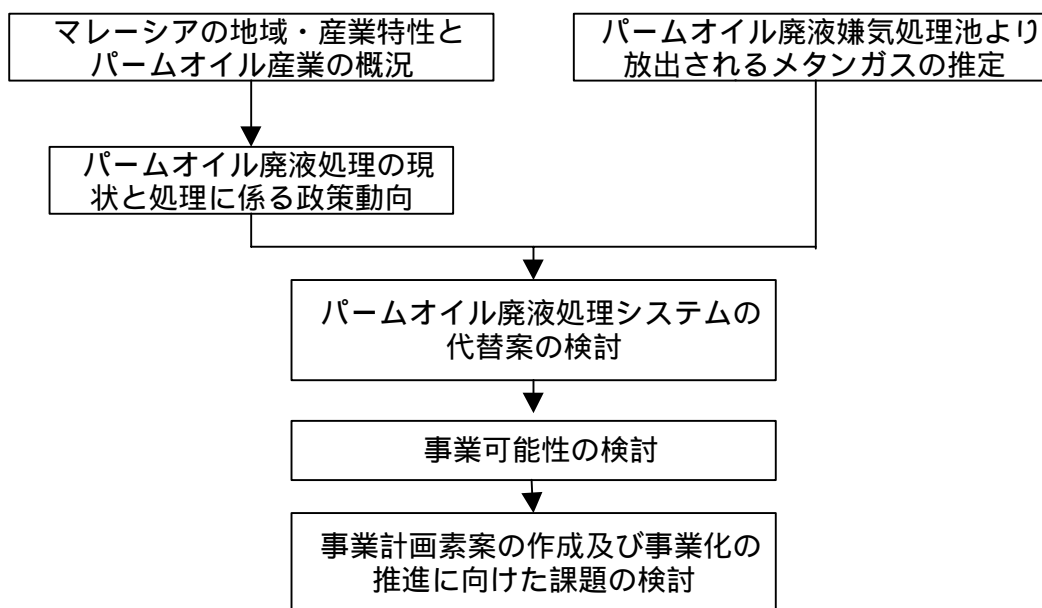 マレーシアの地域・産業特性と
パームオイル産業の概況
パームオイル廃液嫌気処理池より
放出されるメタンガスの推定
パームオイル廃液処理の現
状と処理に係る政策動向
パームオイル廃液処理システムの
代替案の検討
事業可能性の検討
事業計画素案の作成及び事業化の
推進に向けた課題の検討